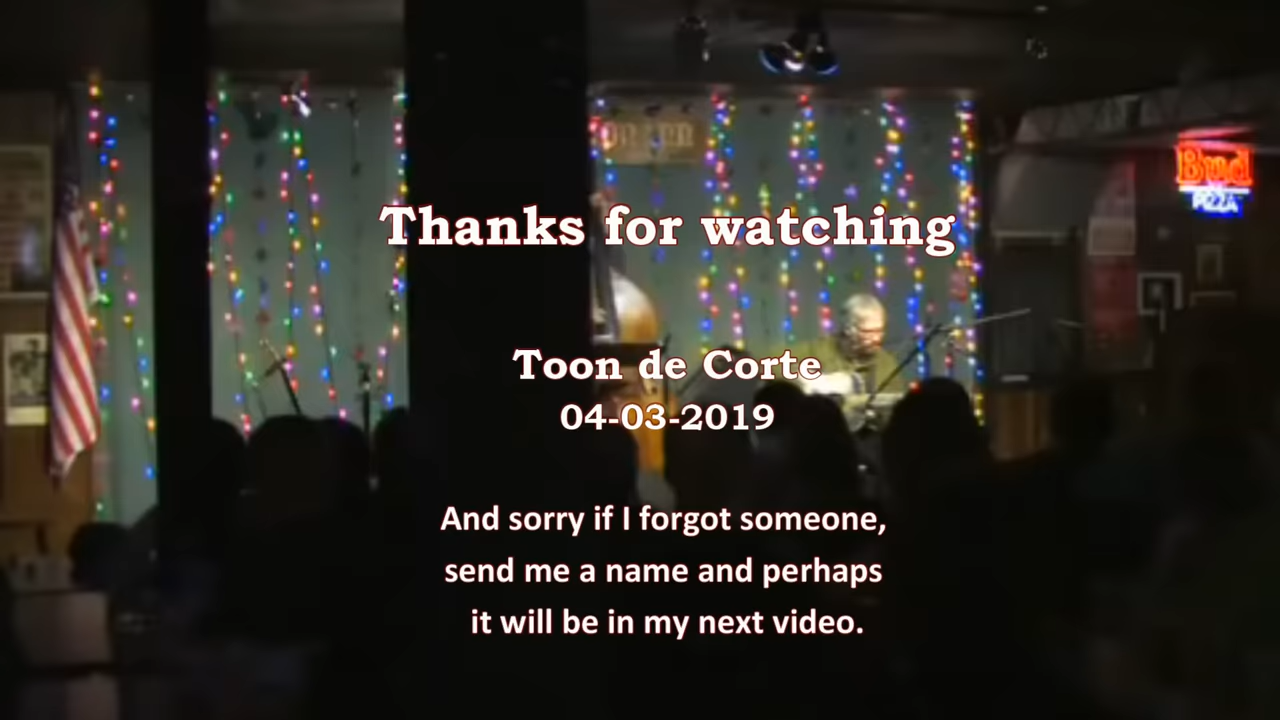 Bud
PIZZA
Thanks for watching
Toon de Corte
04-03-2019
And sorry if I forgot someone,
send me a name and perhaps
it will be in my next video.